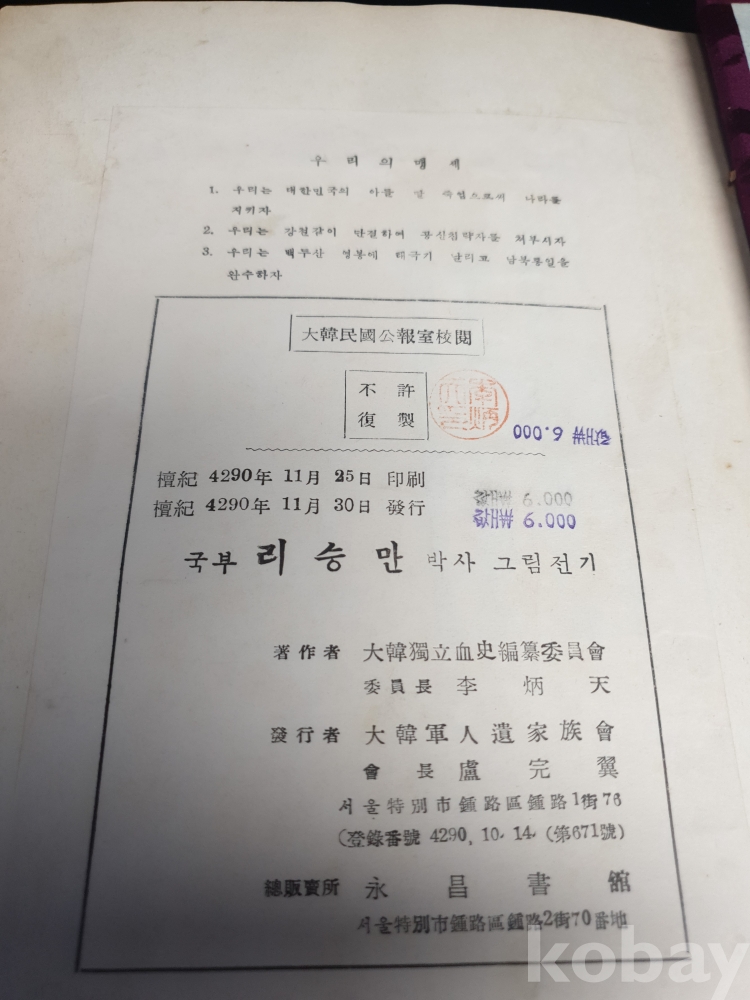 우리의 맹세
1. 우리는 대한민국의 아들 딸 죽엄으로써 나라를
지키자
2. 우리는 강철같이 단결하여 공산침략자를 쳐부시자
3. 우리는 백두산 영봉에 태극기 날리고 남북통일을
완수하자
大韓民國公報室校閱
不許
復製
6.000
檀紀 4290年 11月 25日 印刷
檀紀 4290年 11月 30日 發行
6.000
6.000
국부 리승만 박사 그림전기
著作者 大韓獨立血史編纂委員會
委員長 李炳天
發行者 大韓軍人遺家族會
會長 盧完翼
서울特別市鍾路區鍾路1街76
(登錄番號 4290, 10. 14. (第671號)
總販賣所 永昌書舘
서울特別市鍾路區鍾路2街70番地
kobay